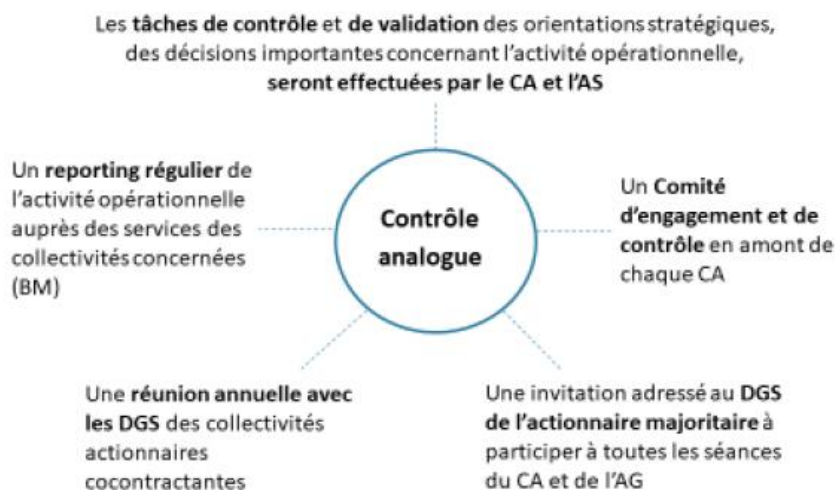 Les tâches de contrôle et de validation des orientations stratégiques,
des décisions importantes concernant l'activité opérationnelle,
seront effectuées par le CA et l'AS
Un reporting régulier de
l'activité opérationnelle
auprès des services des
collectivités concernées
(BM)
Contrôle
analogue
Un Comité
d'engagement et de
contrôle en amont de
chaque CA
Une réunion annuelle avec
les DGS des collectivités
actionnaires
cocontractantes
Une invitation adressé au DGS
de l'actionnaire majoritaire à
participer à toutes les séances
du CA et de l'AG